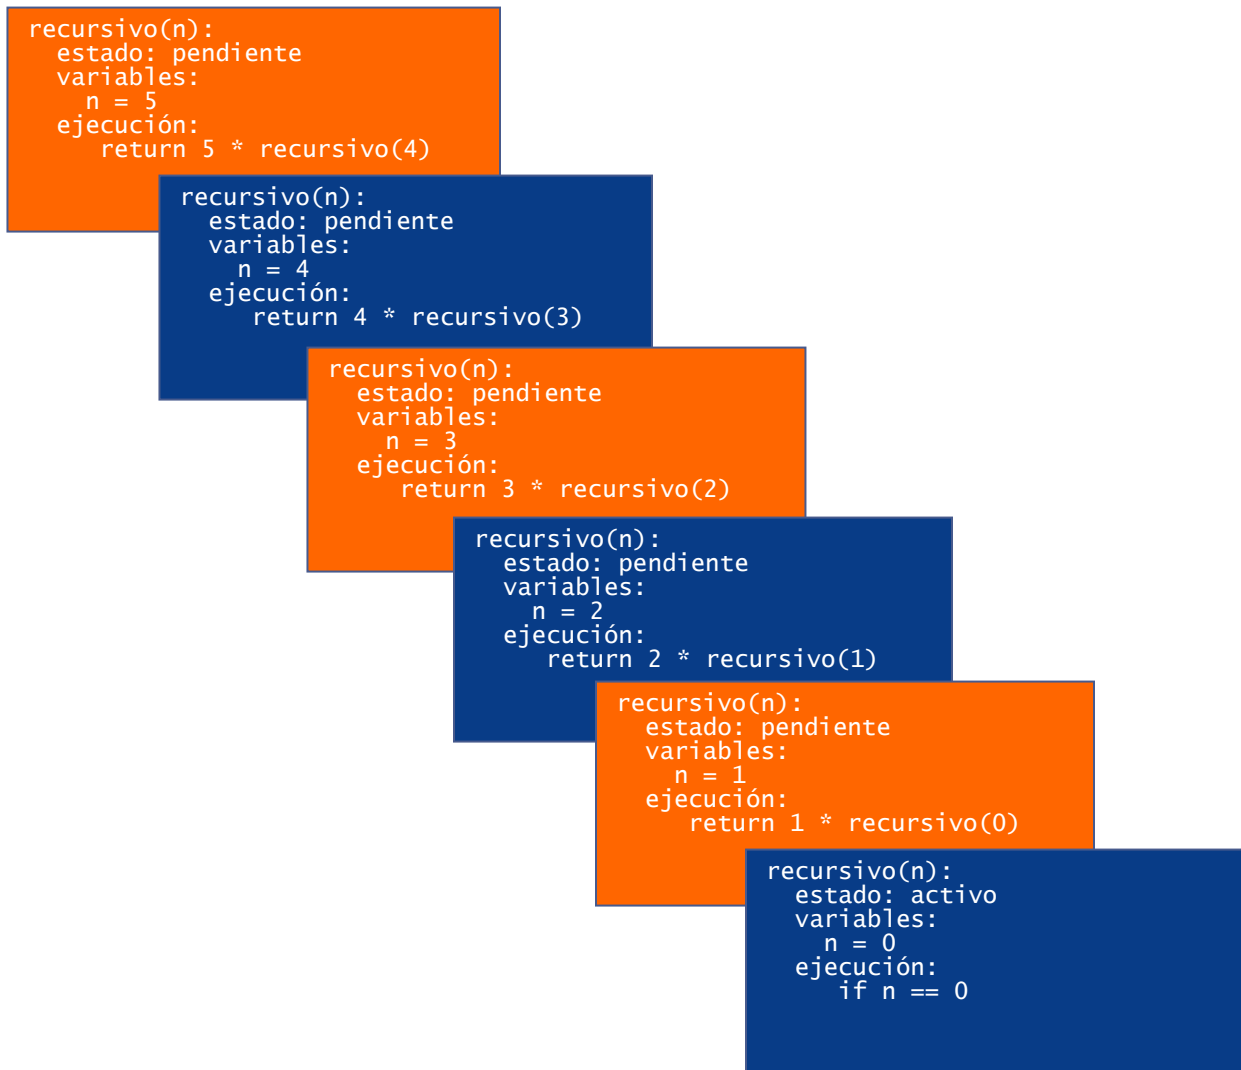 recursivo(n):
estado: pendiente
variables:
n = 5
ejecución:
return 5 * recursivo(4)
recursivo(n):
estado: pendiente
variables:
n = 4
ejecución:
return 4 * recursivo(3)
recursivo(n):
estado: pendiente
variables:
n = 3
ejecución:
return 3 * recursivo(2)
recursivo(n):
estado: pendiente
variables:
n = 2
ejecución:
return 2 * recursivo(1)
recursivo(n):
estado: pendiente
variables:
n = 1
ejecución:
return 1 * recursivo(0)
recursivo(n):
estado: activo
variables:
n = 0
ejecución:
if n == 0